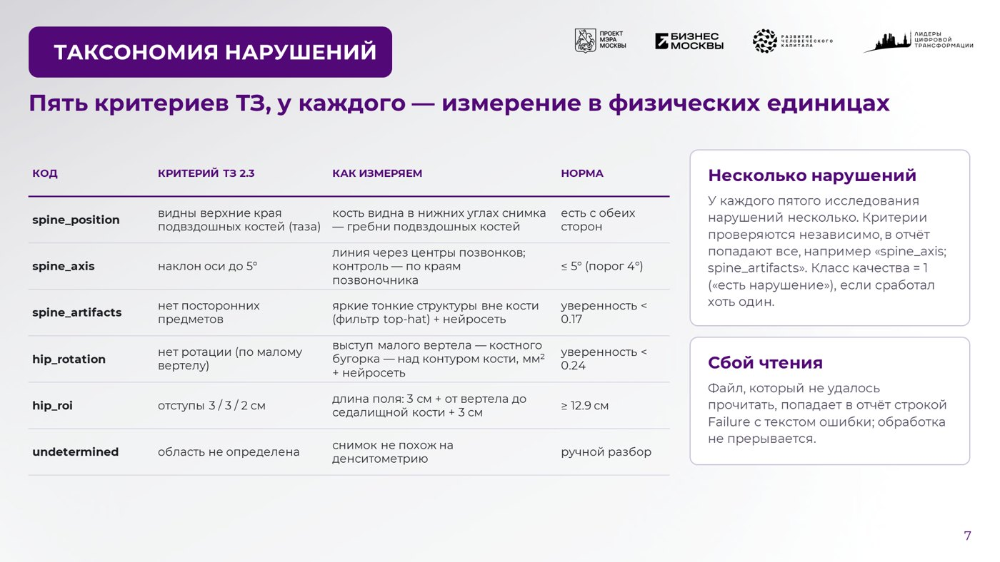 ТАКСОНОМИЯ НАРУШЕНИЙ
ПРОЕКТ
МЭРА
МОСКВЫ
БИЗНЕС
МОСКВЫ
РАЗВИТИЕ
ЧЕЛОВЕЧЕСКОГО
КАПИТАЛА
ЛИДЕРЫ
ЦИФРОВОЙ
ТРАНСФОРМАЦИИ
Пять критериев ТЗ, у каждого — измерение в физических единицах
КОД КРИТЕРИЙ ТЗ 2.3 КАК ИЗМЕРЯЕМ НОРМА
spine_position
видны верхние края
подвздошных костей (таза)
кость видна в нижних углах снимка
— гребни подвздошных костей
есть с обеих
сторон
spine_axis
наклон оси до 5°
линия через центры позвонков;
контроль — по краям
позвоночника
≤ 5° (порог 4°)
spine_artifacts
нет посторонних
предметов
яркие тонкие структуры вне кости
(фильтр top-hat) + нейросеть
уверенность <
0.17
hip_rotation
нет ротации (по малому
вертелу)
выступ малого вертела — костного
бугорка — над контуром кости, мм²
+ нейросеть
уверенность <
0.24
hip_roi
отступы 3 / 3 / 2 см
длина поля: 3 см + от вертела до
седалищной кости + 3 см
≥ 12.9 см
undetermined
область не определена
снимок не похож на
денситометрию
ручной разбор
Несколько нарушений
У каждого пятого исследования
нарушений несколько. Критерии
проверяются независимо, в отчёт
попадают все, например «spine_axis;
spine_artifacts». Класс качества = 1
(«есть нарушение»), если сработал
хоть один.
Сбой чтения
Файл, который не удалось
прочитать, попадает в отчёт строкой
Failure с текстом ошибки; обработка
не прерывается.
7